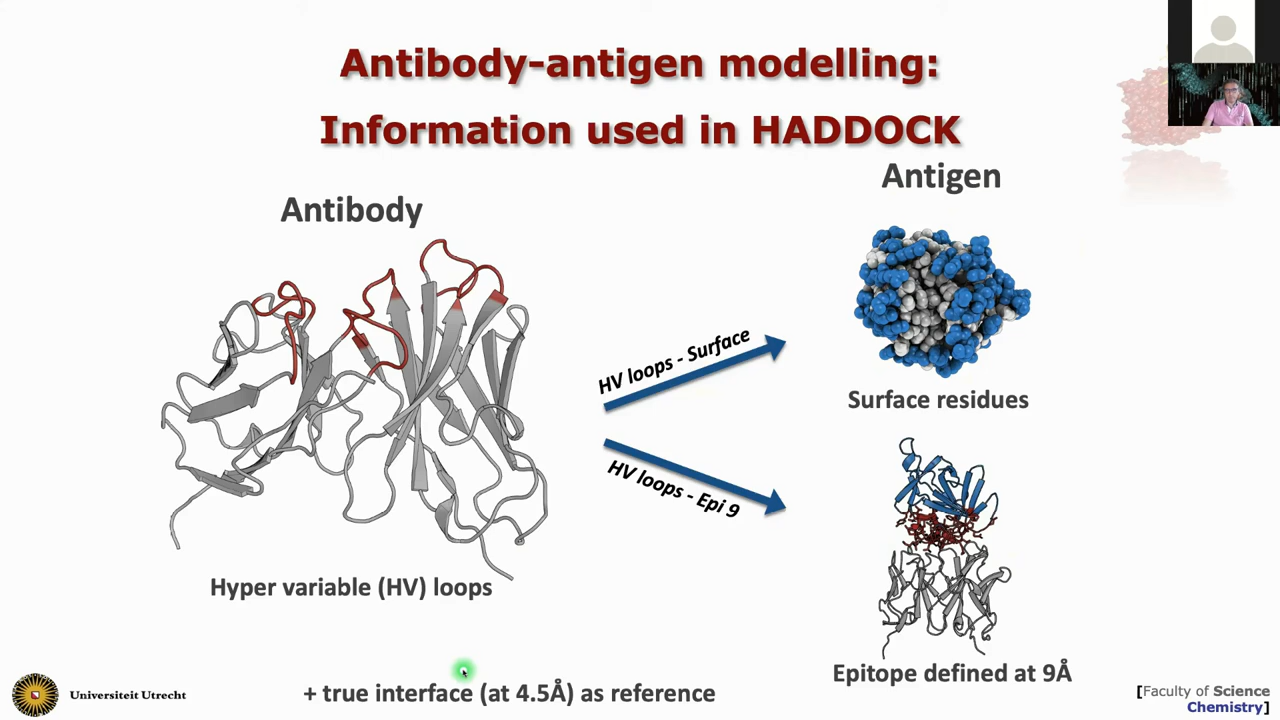 Antibody-antigen modelling:
Information used in HADDOCK
Antibody
Antigen
HV loops - Surface
Surface residues
HV loops - Epi 9
Hyper variable (HV) loops
Epitope defined at 9Å
+ true interface (at 4.5Å) as reference
Universiteit Utrecht
[Faculty of Science
Chemistry]